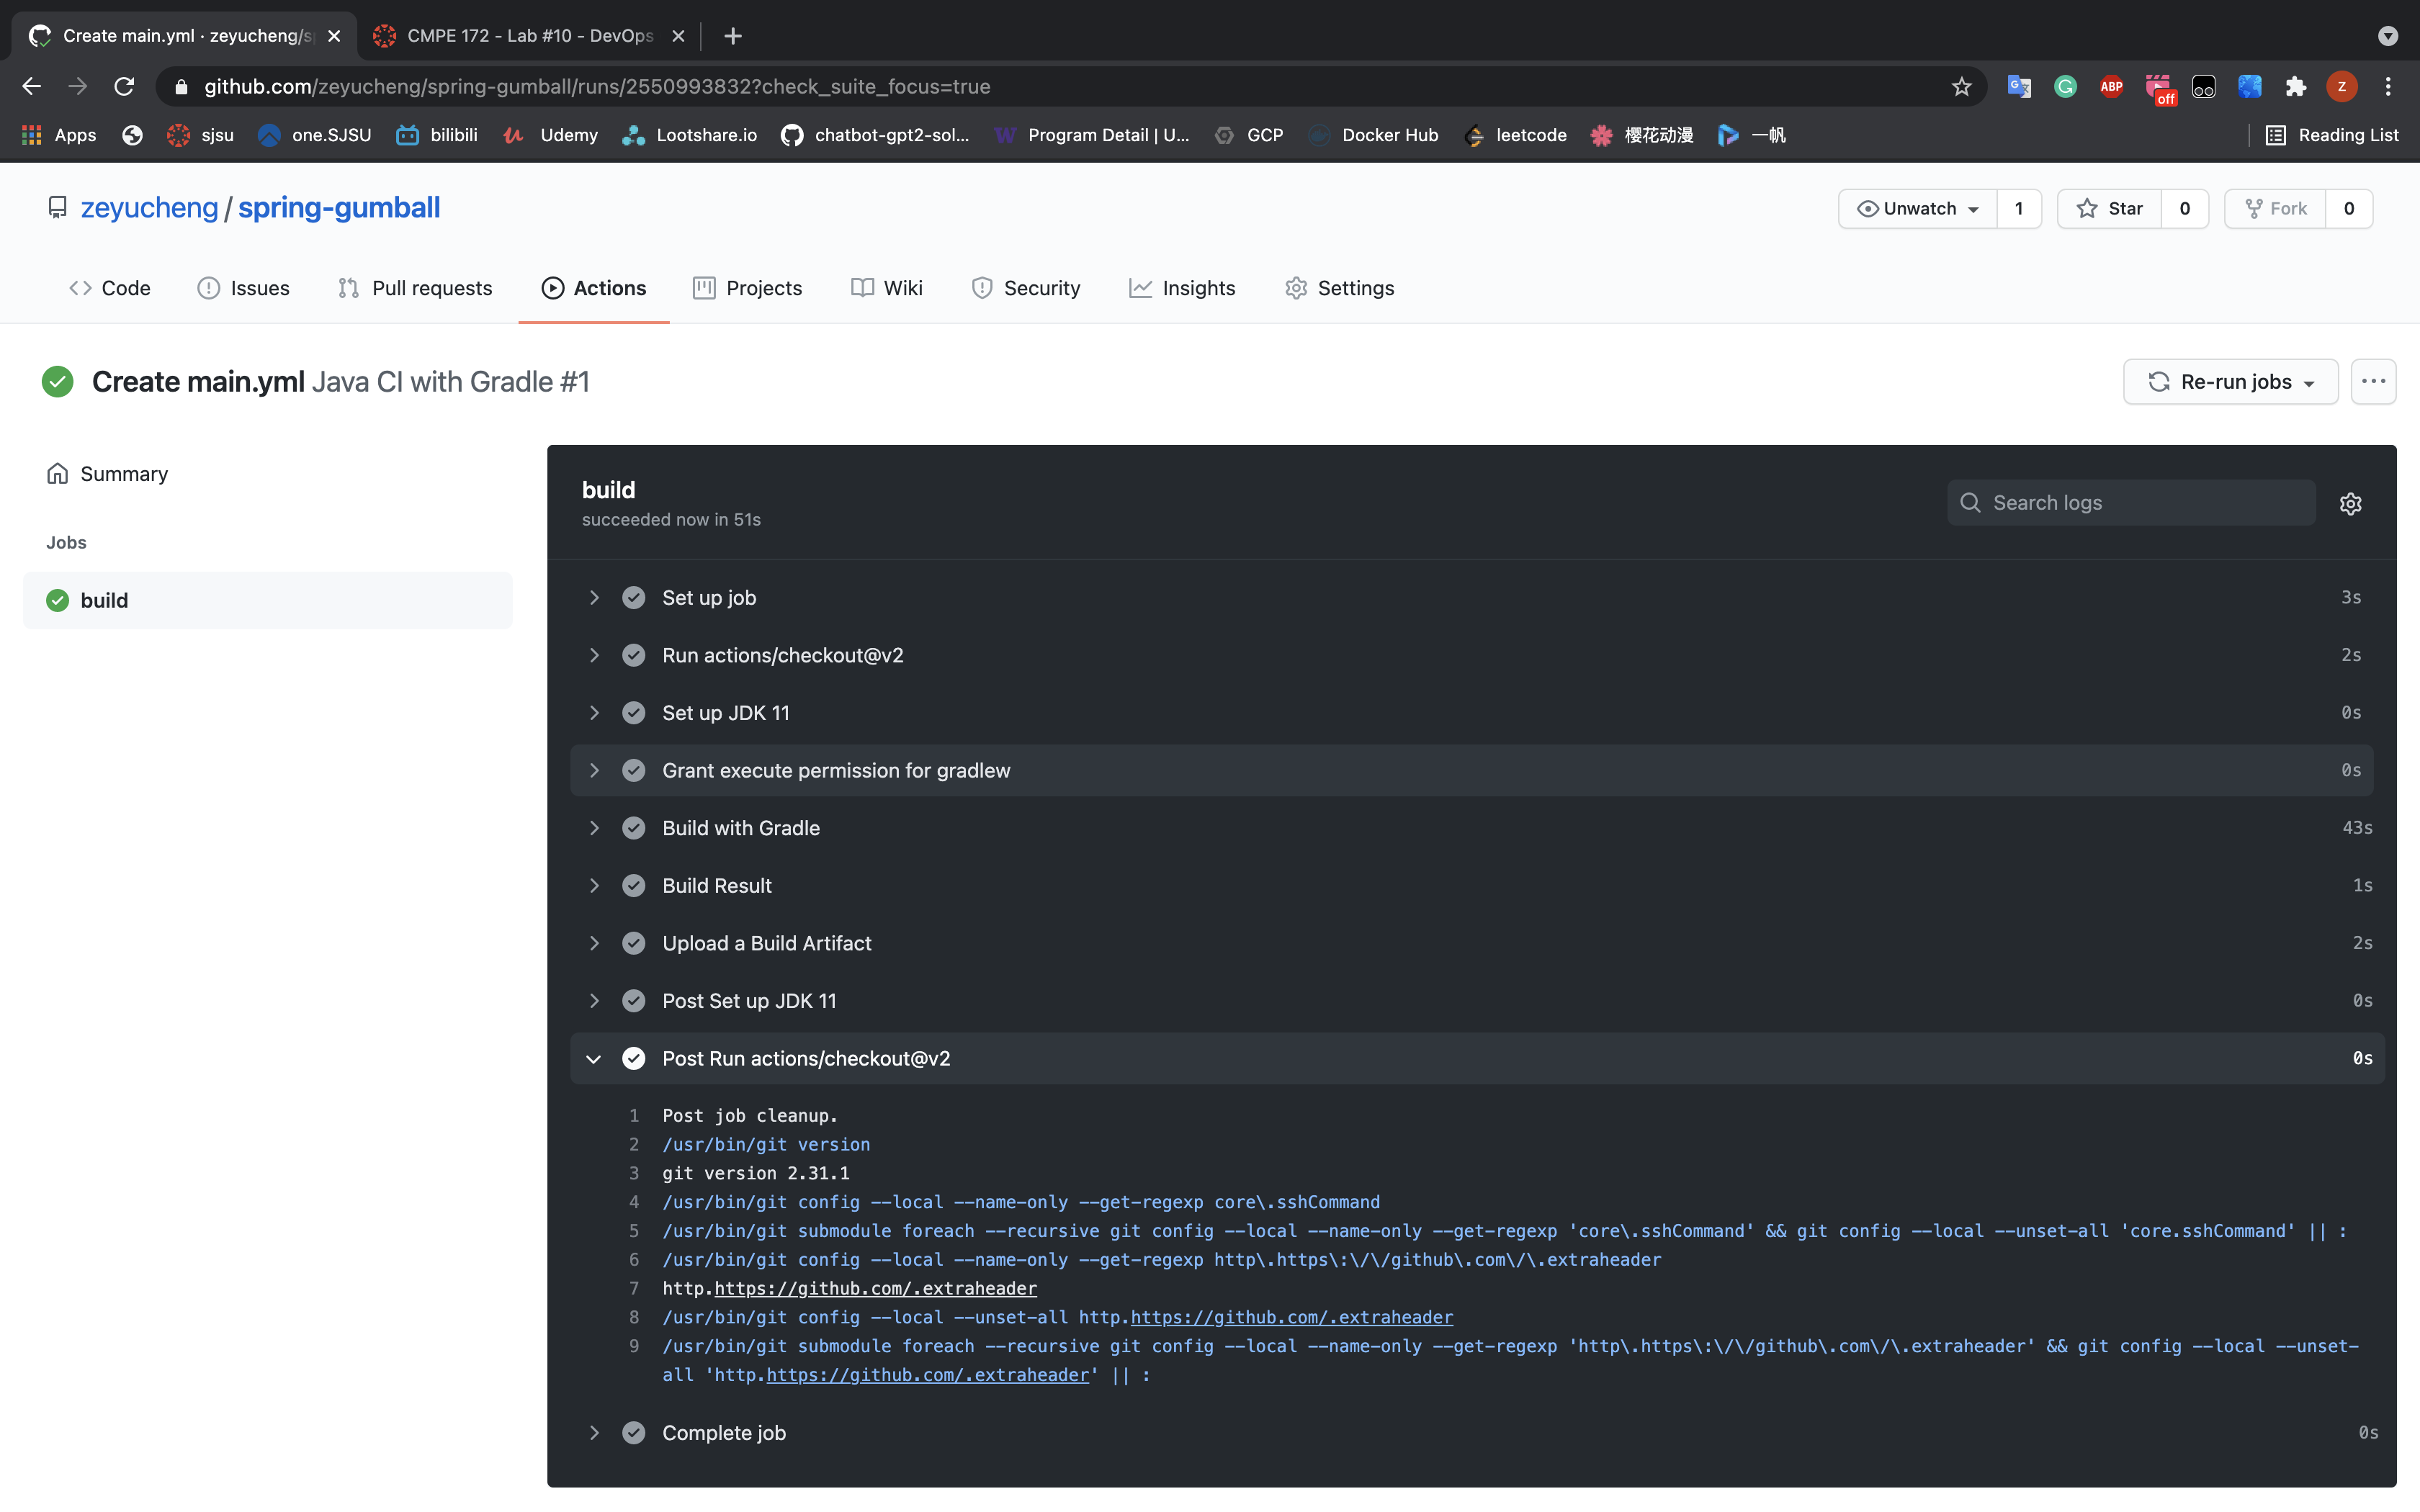 Create main.yml · zeyucheng/s
CMPE 172 - Lab #10 - DevOps
github.com/zeyucheng/spring-gumball/runs/2550993832?check_suite_focus=true
ABP
off
Z
Apps
sjsu
one.SJSU
bilibili
Udemy
Lootshare.io
chatbot-gpt2-sol...
Program Detail | U...
GCP
Docker Hub
leetcode
樱花动漫
一帆
Reading List
zeyucheng / spring-gumball
Unwatch 1
Star 0
Fork 0
Code
Issues
Pull requests
Actions
Projects
Wiki
Security
Insights
Settings
Create main.yml Java CI with Gradle #1
Re-run jobs
Summary
Jobs
build
build
succeeded now in 51s
Search logs
Set up job 3s
Run actions/checkout@v2 2s
Set up JDK 11 0s
Grant execute permission for gradlew 0s
Build with Gradle 43s
Build Result 1s
Upload a Build Artifact 2s
Post Set up JDK 11 0s
Post Run actions/checkout@v2 0s
1 Post job cleanup.
2 /usr/bin/git version
3 git version 2.31.1
4 /usr/bin/git config --local --name-only --get-regexp core\.sshCommand
5 /usr/bin/git submodule foreach --recursive git config --local --name-only --get-regexp 'core\.sshCommand' && git config --local --unset-all 'core.sshCommand' || :
6 /usr/bin/git config --local --name-only --get-regexp http\.https\:\/\/github\.com\/\.extraheader
7 http.https://github.com/.extraheader
8 /usr/bin/git config --local --unset-all http.https://github.com/.extraheader
9 /usr/bin/git submodule foreach --recursive git config --local --name-only --get-regexp 'http\.https\:\/\/github\.com\/\.extraheader' && git config --local --unset-
all 'http.https://github.com/.extraheader' || :
Complete job 0s